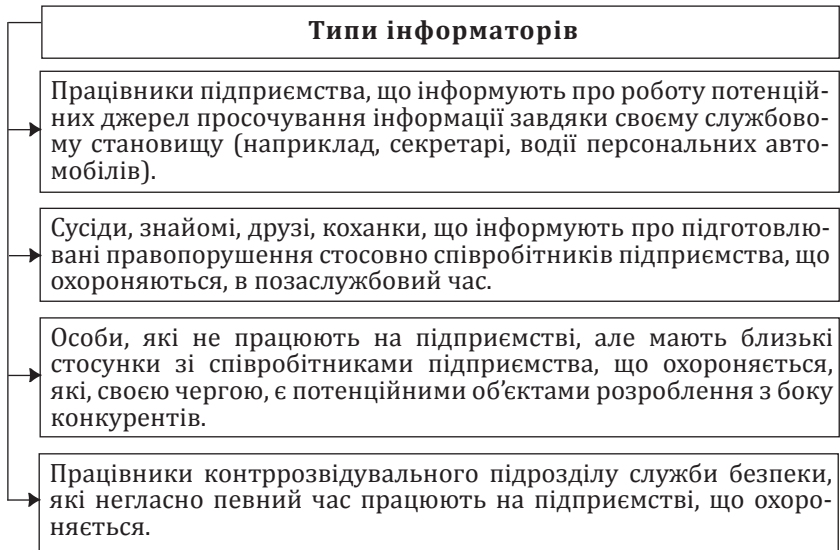 Типи інформаторів
Працівники підприємства, що інформують про роботу потенцій-
них джерел просочування інформації завдяки своєму службово-
му становищу (наприклад, секретарі, водії персональних авто-
мобілів).
Сусіди, знайомі, друзі, коханки, що інформують про підготовлю-
вані правопорушення стосовно співробітників підприємства, що
охороняються, в позаслужбовий час.
Особи, які не працюють на підприємстві, але мають близькі
стосунки зі співробітниками підприємства, що охороняється,
які, своєю чергою, є потенційними об’єктами розроблення з боку
конкурентів.
Працівники контррозвідувального підрозділу служби безпеки,
які негласно певний час працюють на підприємстві, що охоро-
няється.